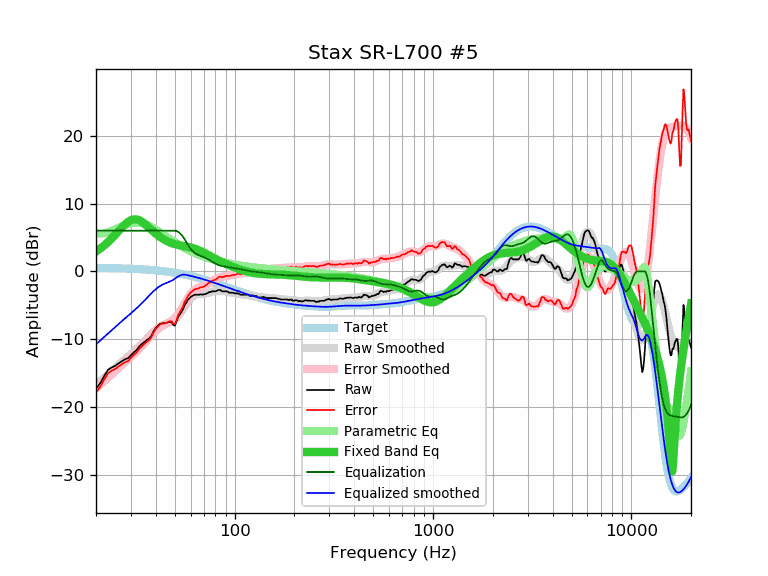 Stax SR-L700 #5
Amplitude (dBr)
20
10
0
−10
−20
−30
Target
Raw Smoothed
Error Smoothed
Raw
Error
Parametric Eq
Fixed Band Eq
Equalization
Equalized smoothed
100
1000
10000
Frequency (Hz)